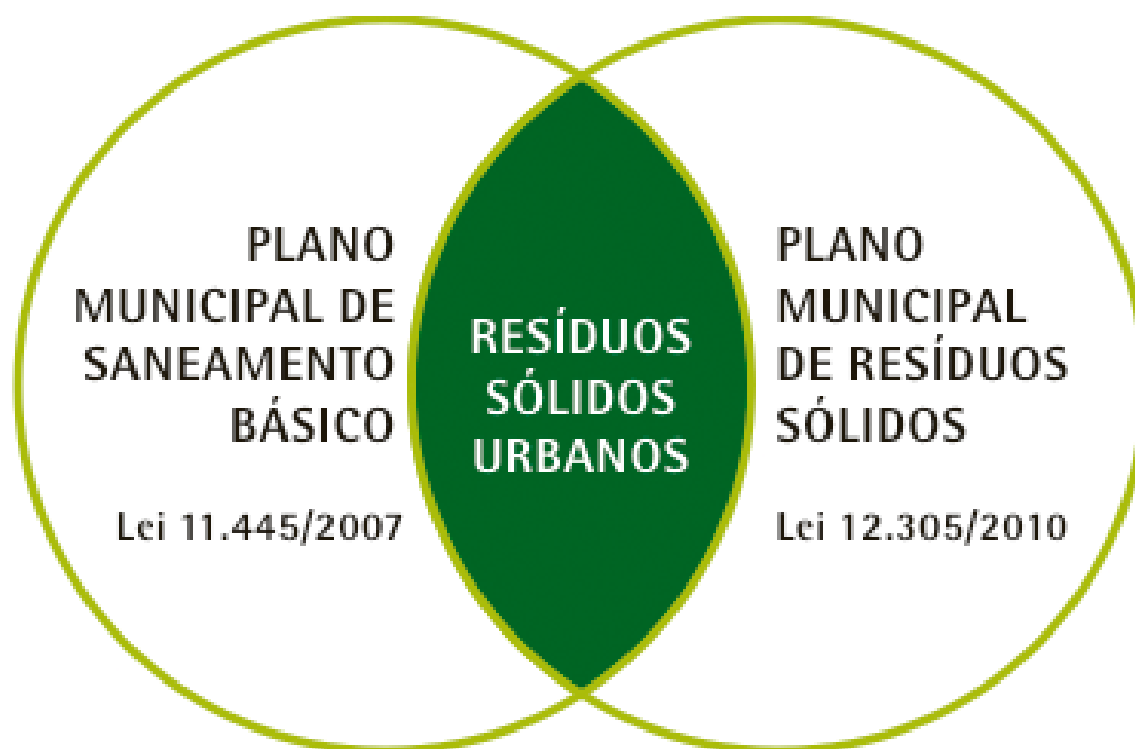 PLANO
MUNICIPAL DE
SANEAMENTO
BÁSICO
Lei 11.445/2007
RESÍDUOS
SÓLIDOS
URBANOS
PLANO
MUNICIPAL
DE RESÍDUOS
SÓLIDOS
Lei 12.305/2010